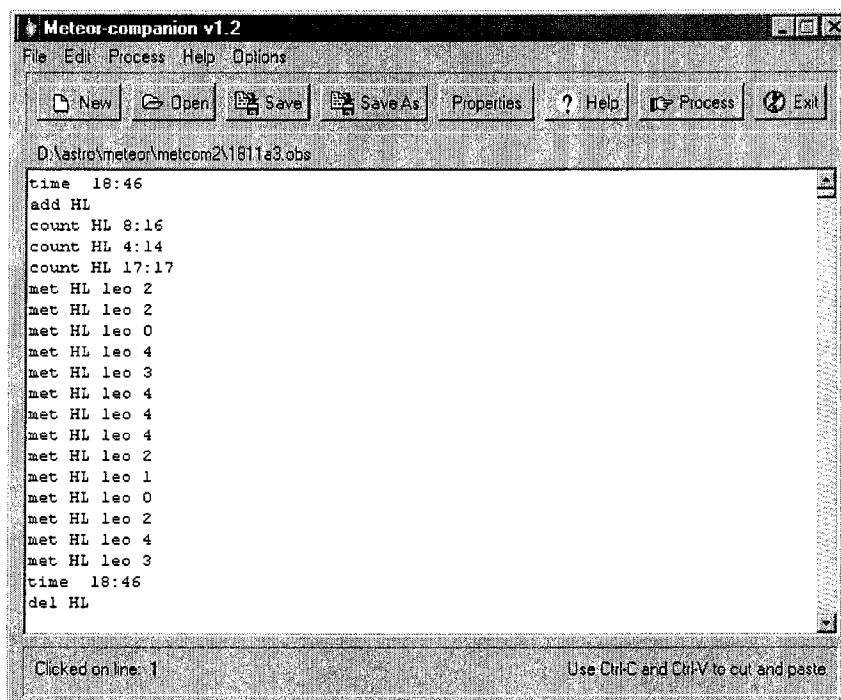 Meteor-companion v1.2
File Edit Process Help Options
New Open Save Save As Properties ? Help Process Exit
D:\astro\meteor\metcom2\1811a3.obs
time  18:46
add HL
count HL 8:16
count HL 4:14
count HL 17:17
met HL leo 2
met HL leo 2
met HL leo 0
met HL leo 4
met HL leo 3
met HL leo 4
met HL leo 4
met HL leo 4
met HL leo 2
met HL leo 1
met HL leo 0
met HL leo 2
met HL leo 4
met HL leo 3
time  18:46
del HL
Clicked on line: 1 Use Ctrl-C and Ctrl-V to cut and paste